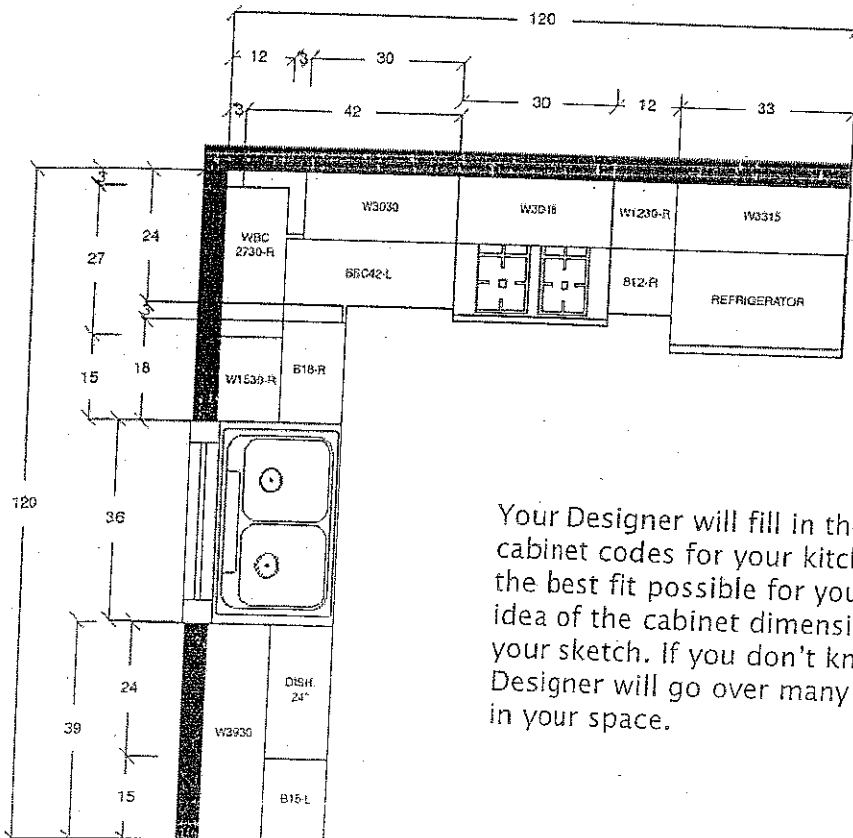 120
12 3 30
30 12 33
3 42
3
24
27
3
15 18
120
36
24
39
15
WBC
2730-R
W3030
W3018
W1230-R
W3315
BBC42-L
B12-R
REFRIGERATOR
W1530-R
B18-R
DISH.
24"
W3930
B15-L
Your Designer will fill in th
cabinet codes for your kitch
the best fit possible for you
idea of the cabinet dimensi
your sketch. If you don't kn
Designer will go over many
in your space.